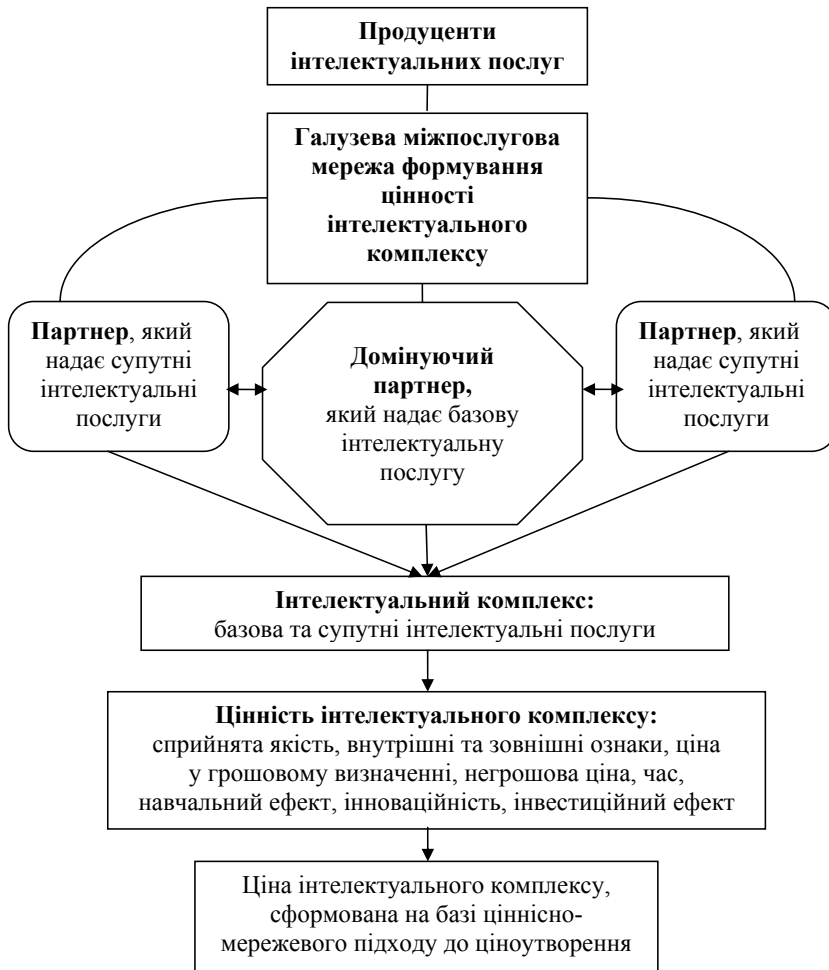 Продуценти
інтелектуальних послуг
Галузева міжпослугова
мережа формування
цінності
інтелектуального
комплексу
Партнер, який
надає супутні
інтелектуальні
послуги
Домінуючий
партнер,
який надає базову
інтелектуальну
послугу
Партнер, який
надає супутні
інтелектуальні
послуги
Інтелектуальний комплекс:
базова та супутні інтелектуальні послуги
Цінність інтелектуального комплексу:
сприйнята якість, внутрішні та зовнішні ознаки, ціна
у грошовому визначенні, негрошова ціна, час,
навчальний ефект, інноваційність, інвестиційний ефект
Ціна інтелектуального комплексу,
сформована на базі ціннісно-
мережевого підходу до ціноутворення